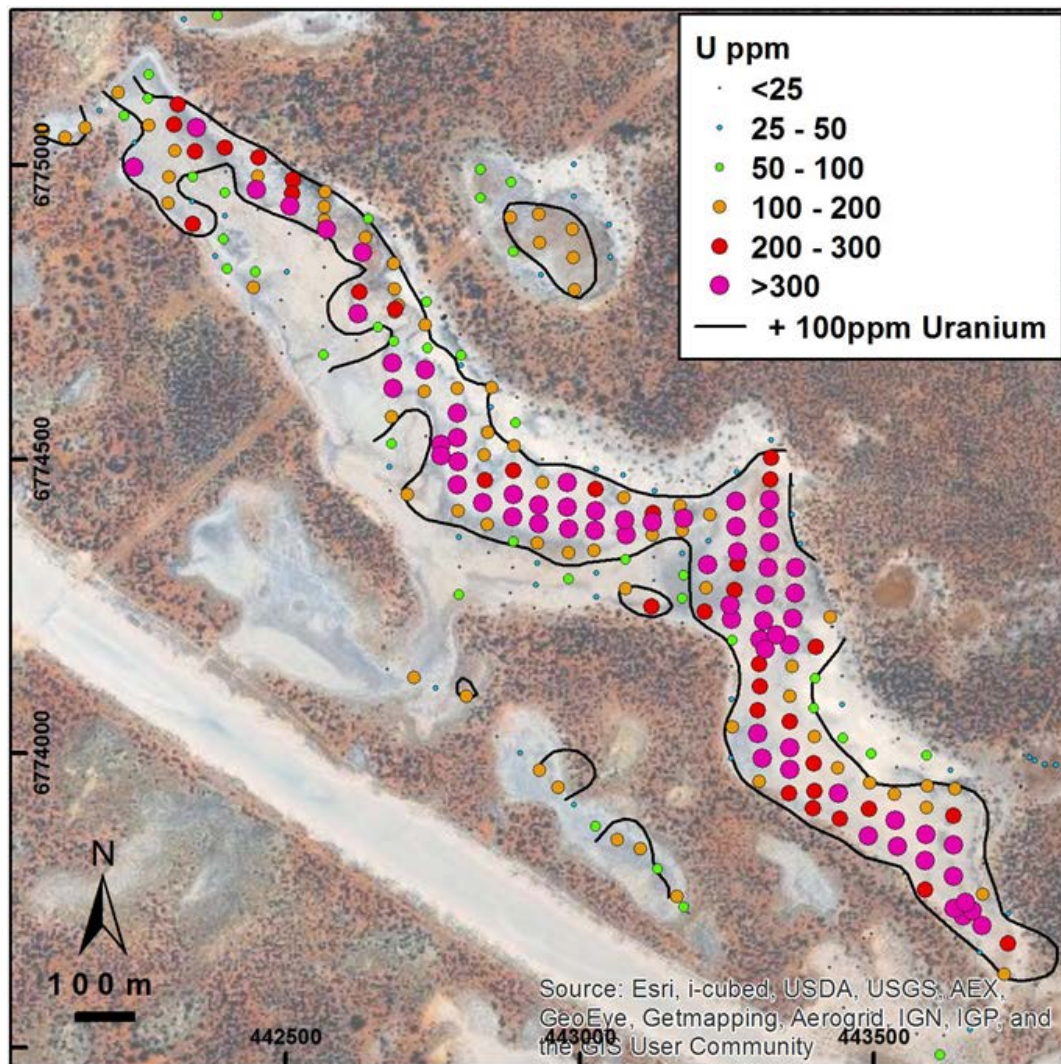 U ppm
<25
25 - 50
50 - 100
100 - 200
200 - 300
>300
+ 100ppm Uranium
6775000
6774500
6774000
N
100 m
Source: Esri, i-cubed, USDA, USGS, AEX,
GeoEye, Getmapping, Aerogrid, IGN, IGP, and
the GIS User Community
442500
443000
443500